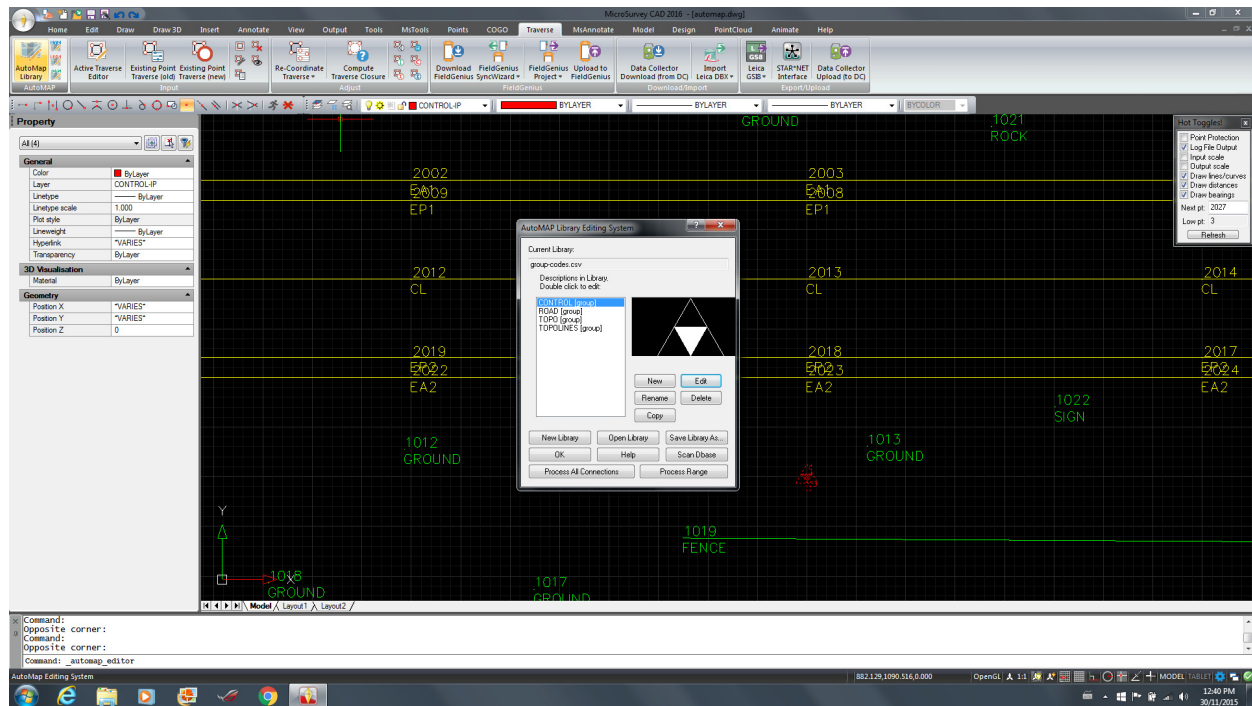 MicroSurvey CAD 2016 - [automap.dwg]
Home Edit Draw Draw 3D Insert Annotate View Output Tools MsTools Points COGO Traverse MsAnnotate Model Design PointCloud Animate Help
AutoMap Library
Active Traverse Editor
Existing Point Traverse (old)
Existing Point Traverse (new)
Re-Coordinate Traverse
Compute Traverse Closure
Download FieldGenius
FieldGenius SyncWizard
FieldGenius Project
Upload to FieldGenius
Data Collector Download (from DC)
Import Leica DBX
Leica GSB
STAR*NET Interface
Data Collector Upload (to DC)
AutoMAP Input Adjust FieldGenius Download/Import Export/Upload
CONTROL-IP BYLAYER BYLAYER BYLAYER BYCOLOR
Property
All (4)
General
Color ByLayer
Layer CONTROL-IP
Linetype ByLayer
Linetype scale 1.000
Plot style ByLayer
Lineweight ByLayer
Hyperlink *VARIES*
Transparency ByLayer
3D Visualisation
Material ByLayer
Geometry
Position X *VARIES*
Position Y *VARIES*
Position Z 0
GROUND
1021
ROCK
2002
EA1
2009
EP1
2003
EA1
2008
EP1
2012
CL
2013
CL
2014
CL
2019
EP2
2022
EA2
2018
EP2
2023
EA2
2017
EP2
2024
EA2
1022
SIGN
1012
GROUND
1013
GROUND
1019
FENCE
1018
GROUND
1017
GROUND
Y
X
AutoMAP Library Editing System
Current Library:
group-codes.csv
Descriptions in Library.
Double click to edit:
CONTROL [group]
ROAD [group]
TOPO [group]
TOPOLINES [group]
New Edit
Rename Delete
Copy
New Library Open Library Save Library As...
OK Help Scan Dbase
Process All Connections Process Range
Hot Toggles!
Point Protection
Log File Output
Input scale
Output scale
Draw lines/curves
Draw distances
Draw bearings
Next pt: 2027
Low pt: 3
Refresh
Model Layout1 Layout2
Command:
Opposite corner:
Command:
Opposite corner:
Command: _automap_editor
AutoMap Editing System
882.129,1090.516,0.000 OpenGL 1:1 MODEL TABLET
12:40 PM
30/11/2015